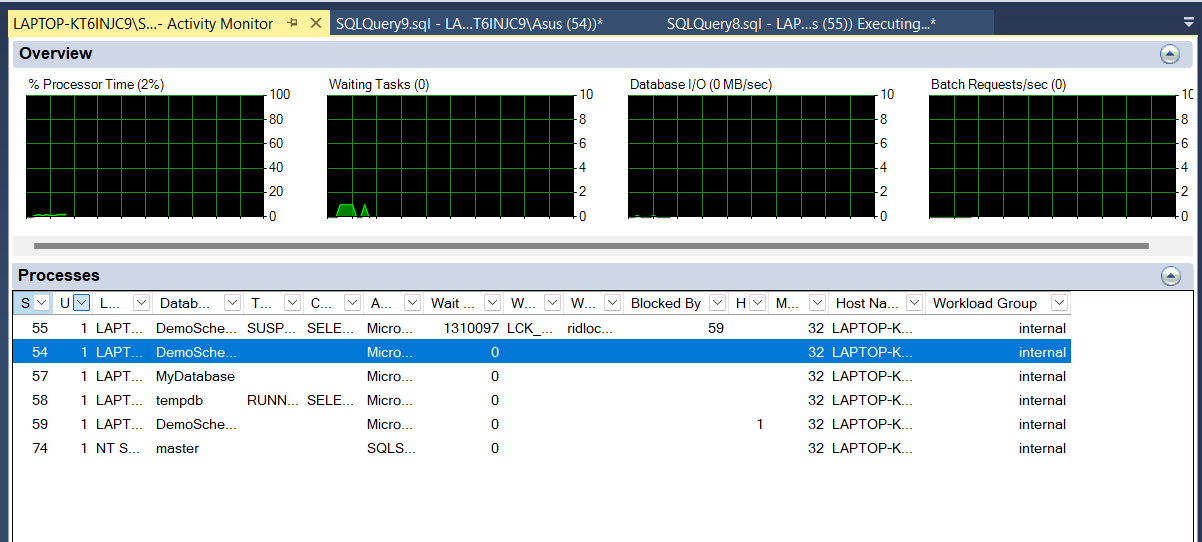 LAPTOP-KT6INJC9\S...- Activity Monitor SQLQuery9.sql - LA...T6INJC9\Asus (54))* SQLQuery8.sql - LAP...s (55)) Executing...*
Overview
% Processor Time (2%) Waiting Tasks (0) Database I/O (0 MB/sec) Batch Requests/sec (0)
100 10 10 10
80 8 8 8
60 6 6 6
40 4 4 4
20 2 2 2
0 0 0 0
Processes
S U L... Datab... T... C... A... Wait ... W... W... Blocked By H M... Host Na... Workload Group
55 1 LAPT... DemoSche... SUSP... SELE... Micro... 1310097 LCK_... ridloc... 59 32 LAPTOP-K... internal
54 1 LAPT... DemoSche... Micro... 0 32 LAPTOP-K... internal
57 1 LAPT... MyDatabase Micro... 0 32 LAPTOP-K... internal
58 1 LAPT... tempdb RUNN... SELE... Micro... 0 32 LAPTOP-K... internal
59 1 LAPT... DemoSche... Micro... 0 1 32 LAPTOP-K... internal
74 1 NT S... master SQLS... 0 32 LAPTOP-K... internal